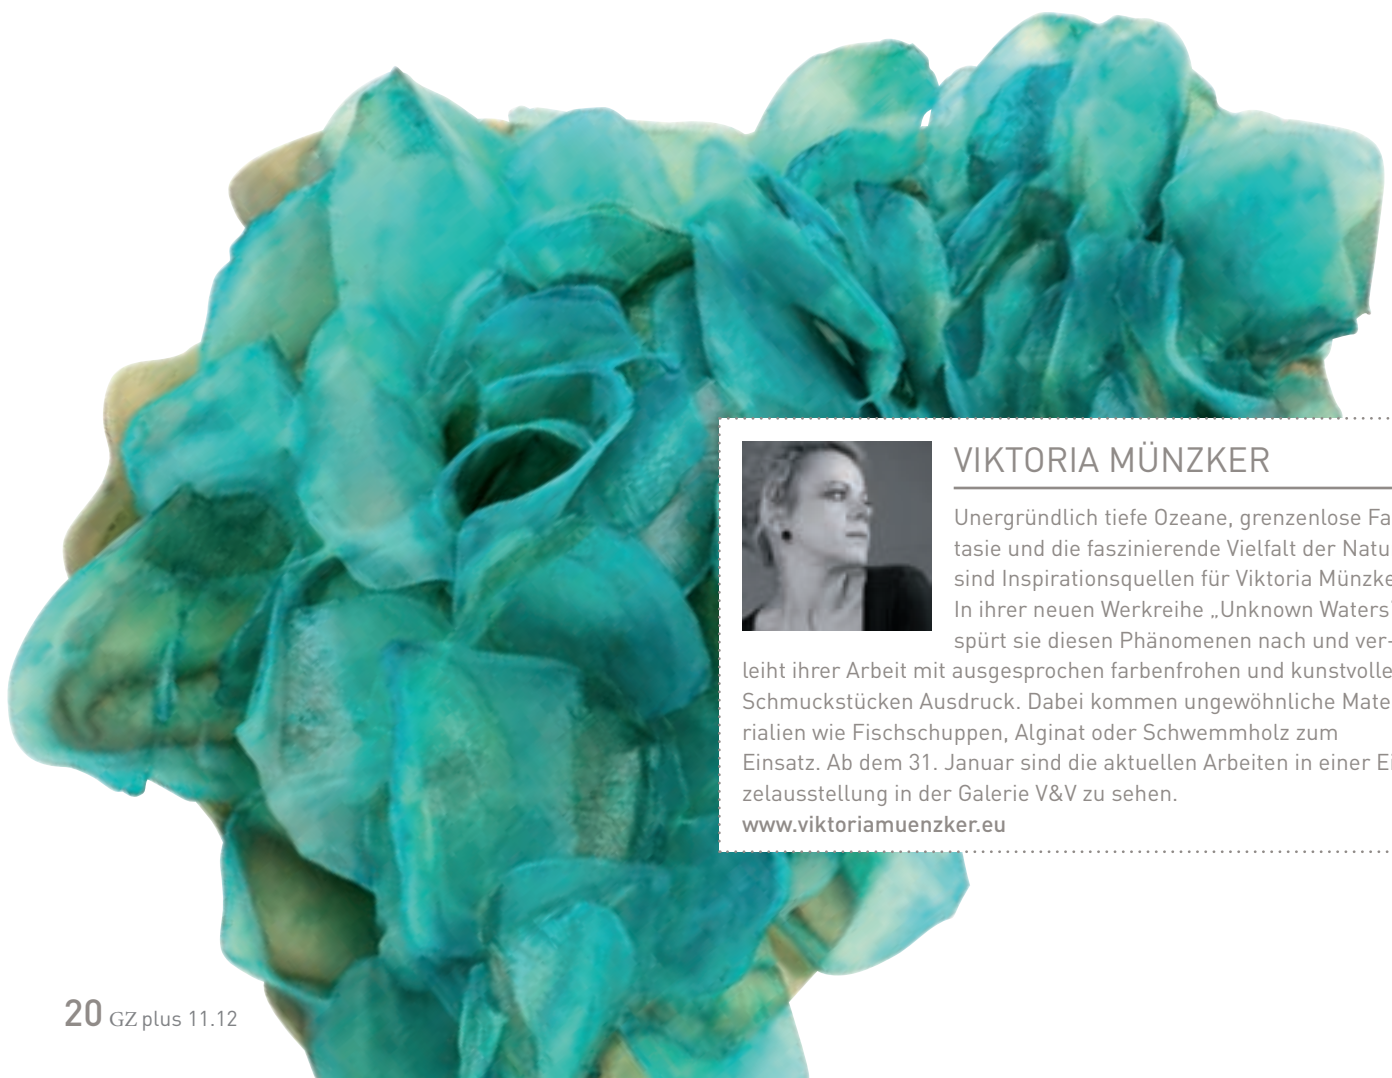 VIKTORIA MÜNZKER
Unergründlich tiefe Ozeane, grenzenlose Fa
tasie und die faszinierende Vielfalt der Natu
sind Inspirationsquellen für Viktoria Münzke
In ihrer neuen Werkreihe „Unknown Waters“
spürt sie diesen Phänomenen nach und ver-
leiht ihrer Arbeit mit ausgesprochen farbenfrohen und kunstvolle
Schmuckstücken Ausdruck. Dabei kommen ungewöhnliche Mate
rialien wie Fischschuppen, Alginat oder Schwemmholz zum
Einsatz. Ab dem 31. Januar sind die aktuellen Arbeiten in einer Ei
zelausstellung in der Galerie V&V zu sehen.
www.viktoriamuenzker.eu
20 GZ plus 11.12